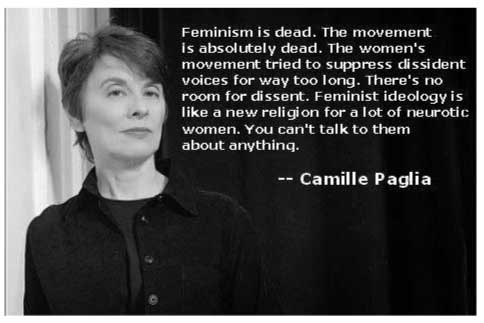 Feminism is dead. The movement
is absolutely dead. The women's
movement tried to suppress dissident
voices for way too long. There's no
room for dissent. Feminist ideology is
like a new religion for a lot of neurotic
women. You can't talk to them
about anything.
-- Camille Paglia